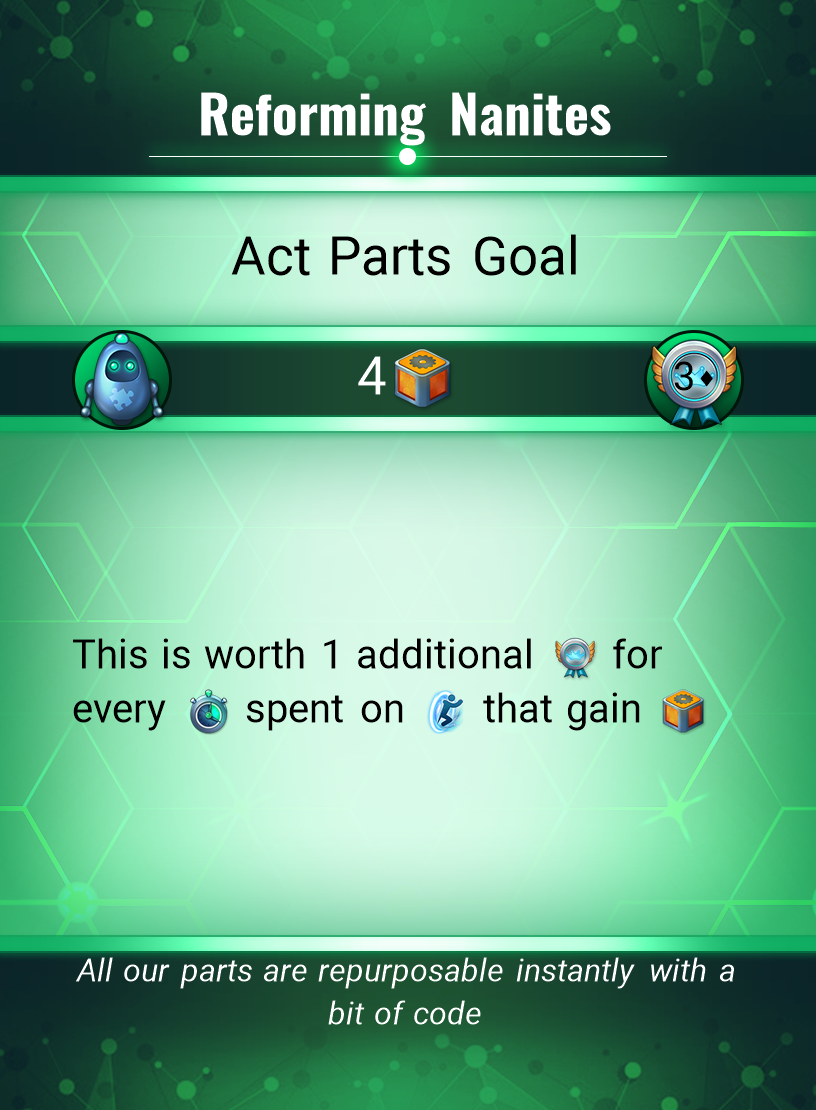 Reforming Nanites
Act Parts Goal
4
3♦
This is worth 1 additional for
every spent on that gain
All our parts are repurposable instantly with a
bit of code